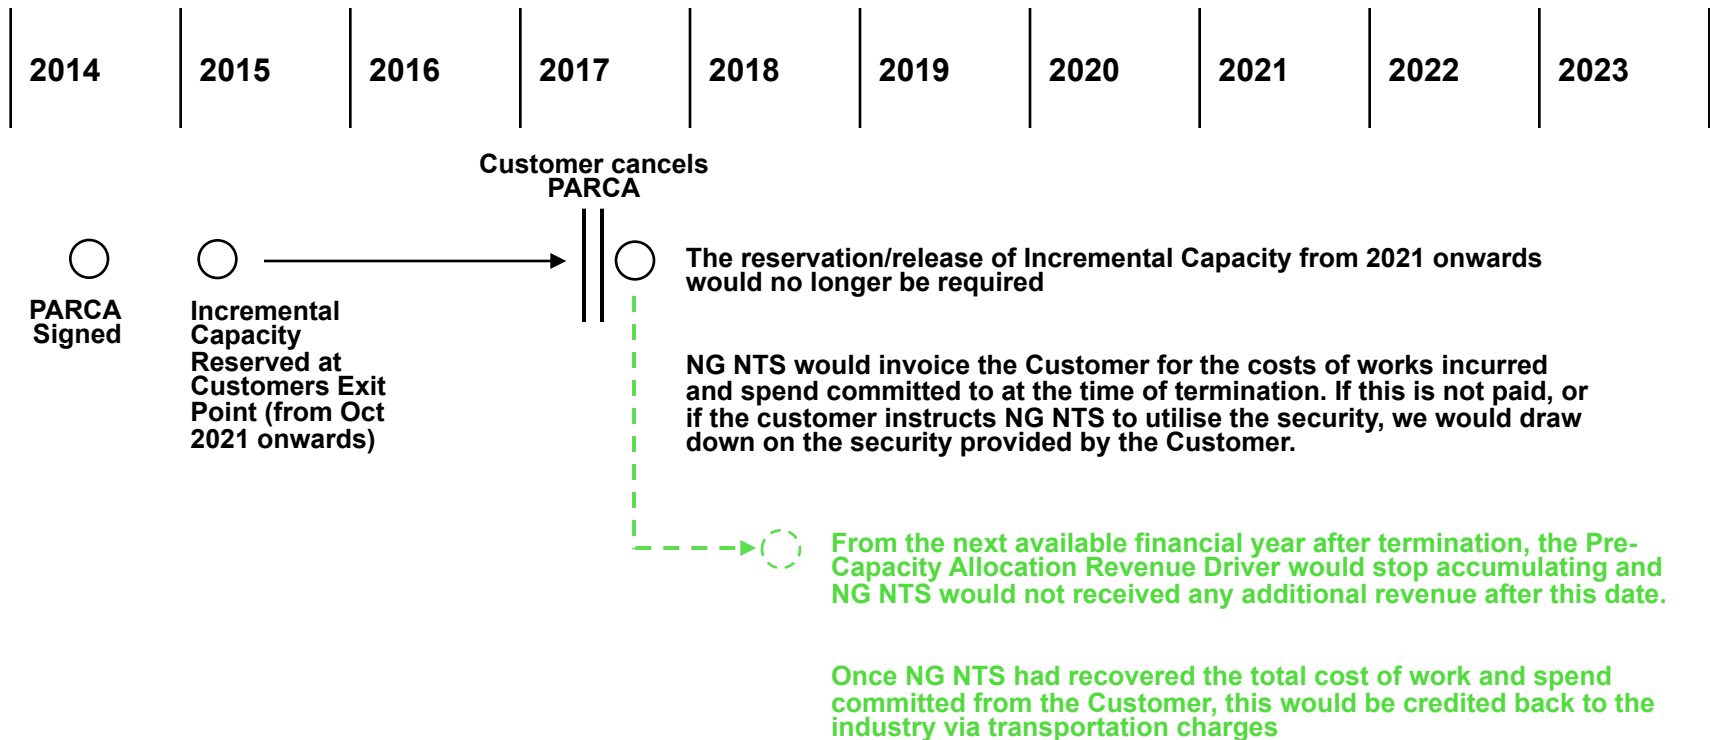 2014 2015 2016 2017 2018 2019 2020 2021 2022 2023
Customer cancels
PARCA
PARCA
Signed
Incremental
Capacity
Reserved at
Customers Exit
Point (from Oct
2021 onwards)
The reservation/release of Incremental Capacity from 2021 onwards
would no longer be required
NG NTS would invoice the Customer for the costs of works incurred
and spend committed to at the time of termination. If this is not paid, or
if the customer instructs NG NTS to utilise the security, we would draw
down on the security provided by the Customer.
From the next available financial year after termination, the Pre-
Capacity Allocation Revenue Driver would stop accumulating and
NG NTS would not received any additional revenue after this date.
Once NG NTS had recovered the total cost of work and spend
committed from the Customer, this would be credited back to the
industry via transportation charges